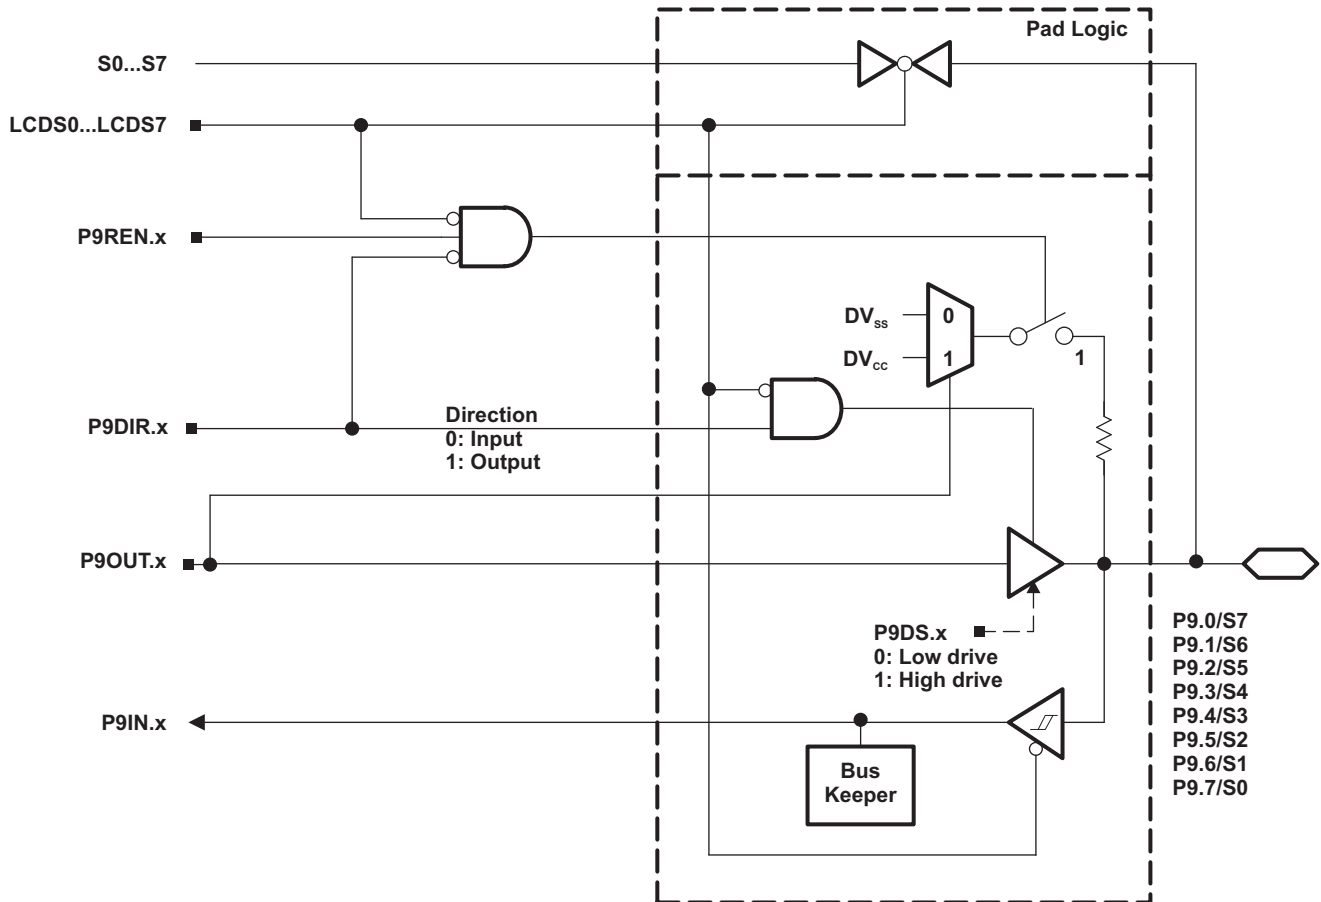 Pad Logic
S0...S7
LCDS0...LCDS7
P9REN.x
DVSS
0
DVCC
1
1
P9DIR.x
Direction
0: Input
1: Output
P9OUT.x
P9DS.x
0: Low drive
1: High drive
P9IN.x
Bus
Keeper
P9.0/S7
P9.1/S6
P9.2/S5
P9.3/S4
P9.4/S3
P9.5/S2
P9.6/S1
P9.7/S0